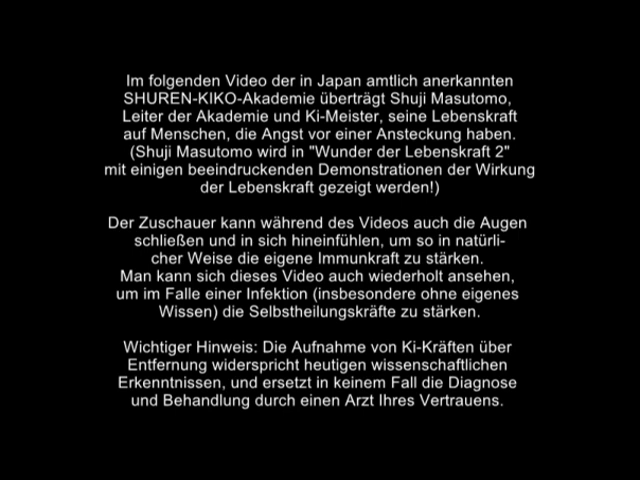 Im folgenden Video der in Japan amtlich anerkannten
SHUREN-KIKO-Akademie überträgt Shuji Masutomo,
Leiter der Akademie und Ki-Meister, seine Lebenskraft
auf Menschen, die Angst vor einer Ansteckung haben.
(Shuji Masutomo wird in "Wunder der Lebenskraft 2"
mit einigen beeindruckenden Demonstrationen der Wirkung
der Lebenskraft gezeigt werden!)
Der Zuschauer kann während des Videos auch die Augen
schließen und in sich hineinfühlen, um so in natürli-
cher Weise die eigene Immunkraft zu stärken.
Man kann sich dieses Video auch wiederholt ansehen,
um im Falle einer Infektion (insbesondere ohne eigenes
Wissen) die Selbstheilungskräfte zu stärken.
Wichtiger Hinweis: Die Aufnahme von Ki-Kräften über
Entfernung widerspricht heutigen wissenschaftlichen
Erkenntnissen, und ersetzt in keinem Fall die Diagnose
und Behandlung durch einen Arzt Ihres Vertrauens.